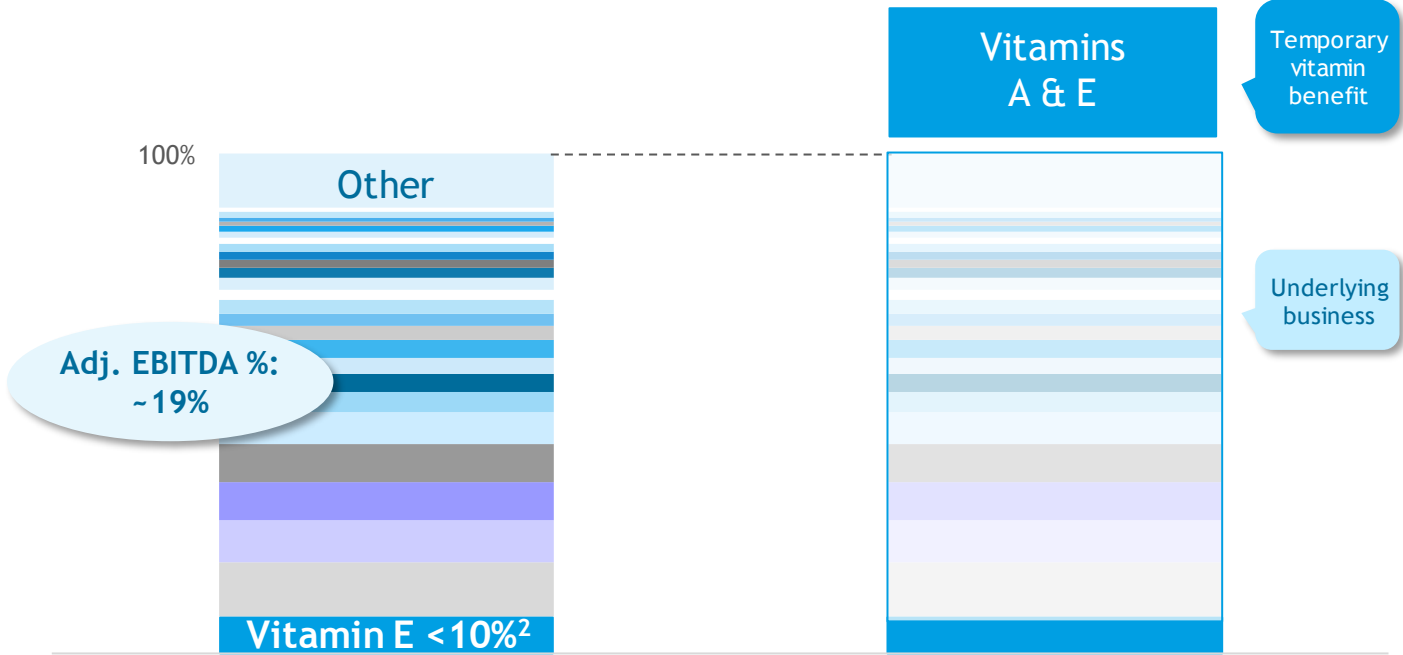 Vitamins
A & E
Temporary
vitamin
benefit
100%
Other
Underlying
business
Adj. EBITDA %:
~19%
Vitamin E <10%²